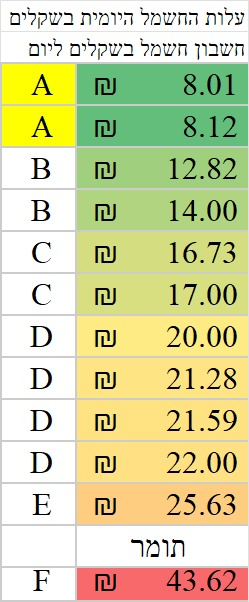 עלות החשמל היומית בשקלים
חשבון חשמל בשקלים ליום
A ₪ 8.01
A ₪ 8.12
B ₪ 12.82
B ₪ 14.00
C ₪ 16.73
C ₪ 17.00
D ₪ 20.00
D ₪ 21.28
D ₪ 21.59
D ₪ 22.00
E ₪ 25.63
תומר
F ₪ 43.62